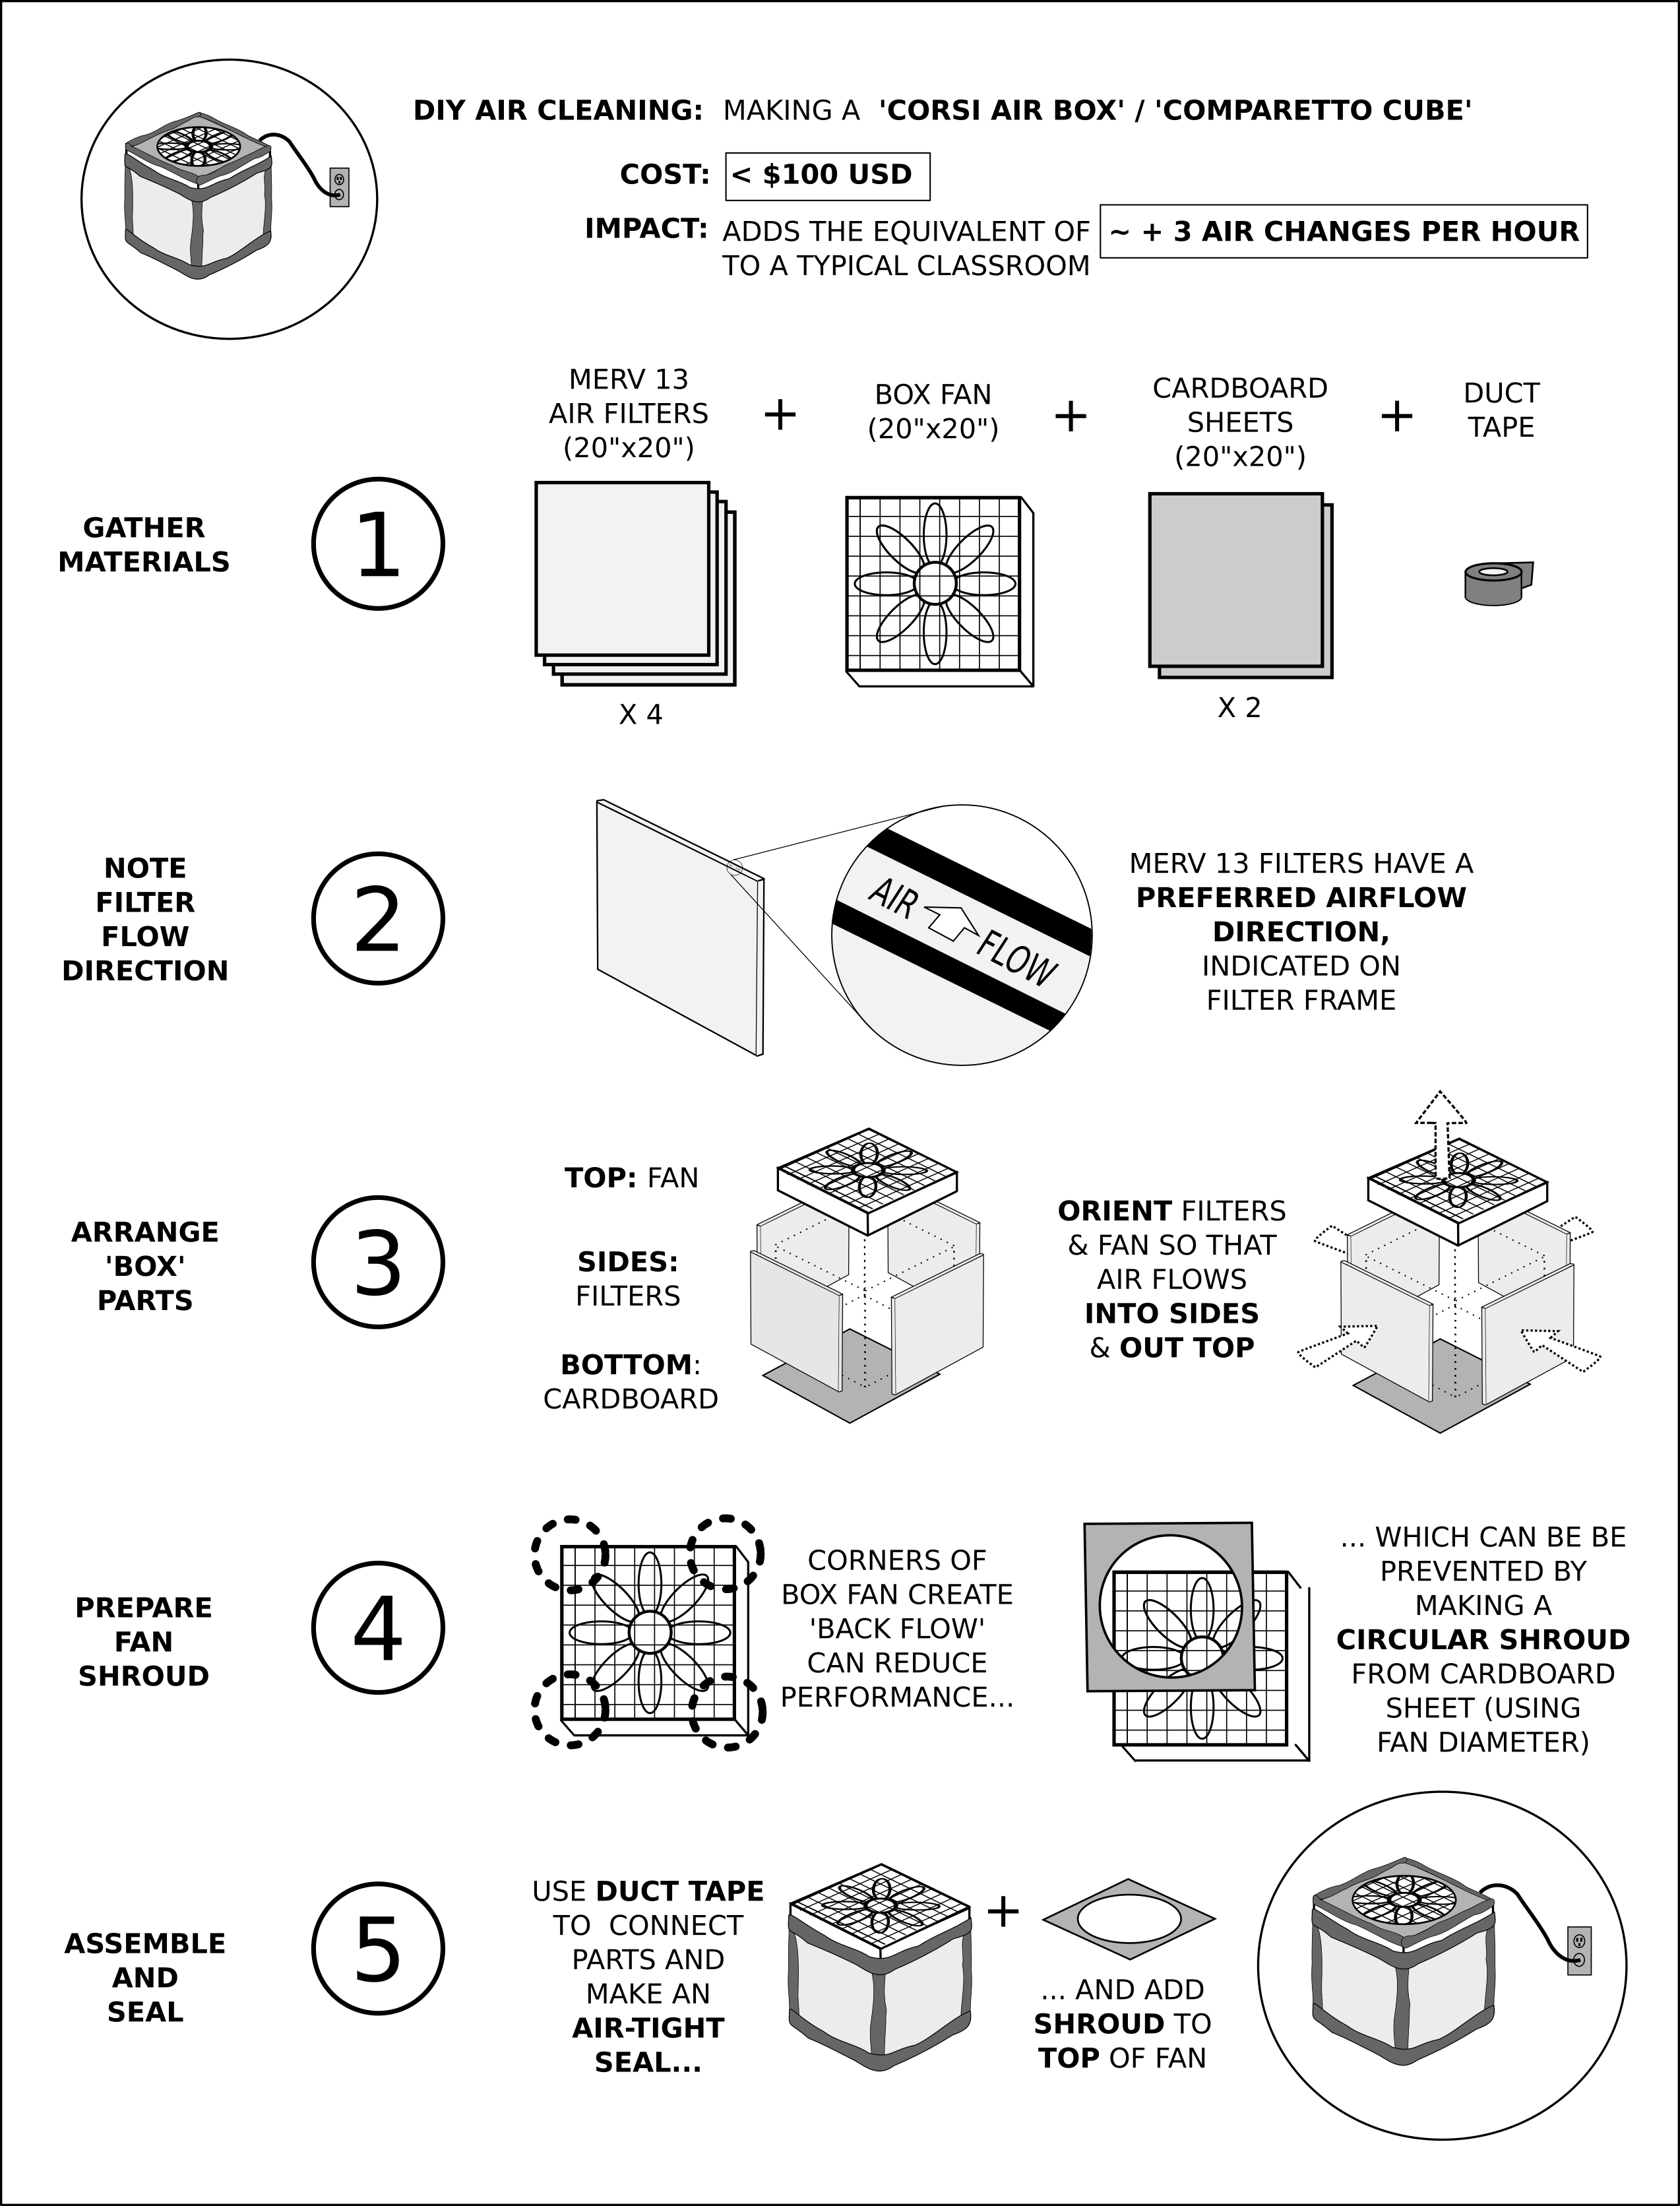 DIY AIR CLEANING: MAKING A 'CORSI AIR BOX' / 'COMPARETTO CUBE'
COST: < $100 USD
IMPACT: ADDS THE EQUIVALENT OF ~ + 3 AIR CHANGES PER HOUR
TO A TYPICAL CLASSROOM
GATHER
MATERIALS
1
MERV 13
AIR FILTERS
(20"x20")
X 4
+
BOX FAN
(20"x20")
+
CARDBOARD
SHEETS
(20"x20")
X 2
+
DUCT
TAPE
NOTE
FILTER
FLOW
DIRECTION
2
AIR FLOW
MERV 13 FILTERS HAVE A
PREFERRED AIRFLOW
DIRECTION,
INDICATED ON
FILTER FRAME
ARRANGE
'BOX'
PARTS
3
TOP: FAN
SIDES:
FILTERS
BOTTOM:
CARDBOARD
ORIENT FILTERS
& FAN SO THAT
AIR FLOWS
INTO SIDES
& OUT TOP
PREPARE
FAN
SHROUD
4
CORNERS OF
BOX FAN CREATE
'BACK FLOW'
CAN REDUCE
PERFORMANCE...
... WHICH CAN BE BE
PREVENTED BY
MAKING A
CIRCULAR SHROUD
FROM CARDBOARD
SHEET (USING
FAN DIAMETER)
ASSEMBLE
AND
SEAL
5
USE DUCT TAPE
TO CONNECT
PARTS AND
MAKE AN
AIR-TIGHT
SEAL...
+
... AND ADD
SHROUD TO
TOP OF FAN